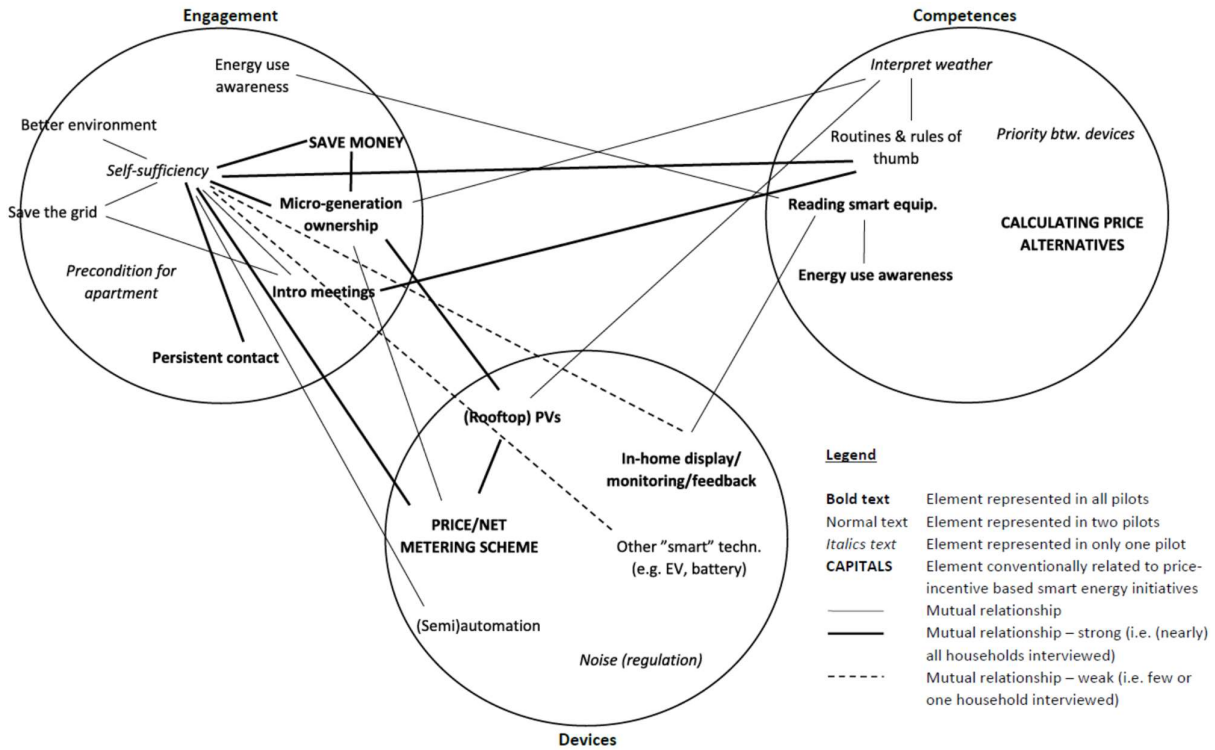 Engagement
Energy use
awareness
Better environment
SAVE MONEY
Self-sufficiency
Micro-generation
ownership
Save the grid
Precondition for
apartment
Intro meetings
Persistent contact
Competences
Interpret weather
Routines & rules of
thumb
Priority btw. devices
Reading smart equip.
CALCULATING PRICE
ALTERNATIVES
Energy use awareness
(Rooftop) PVs
In-home display/
monitoring/feedback
PRICE/NET
METERING SCHEME
Other ”smart” techn.
(e.g. EV, battery)
(Semi)automation
Noise (regulation)
Devices
Legend
Bold text Element represented in all pilots
Normal text Element represented in two pilots
Italics text Element represented in only one pilot
CAPITALS Element conventionally related to price-
incentive based smart energy initiatives
Mutual relationship
Mutual relationship – strong (i.e. (nearly)
all households interviewed)
Mutual relationship – weak (i.e. few or
one household interviewed)